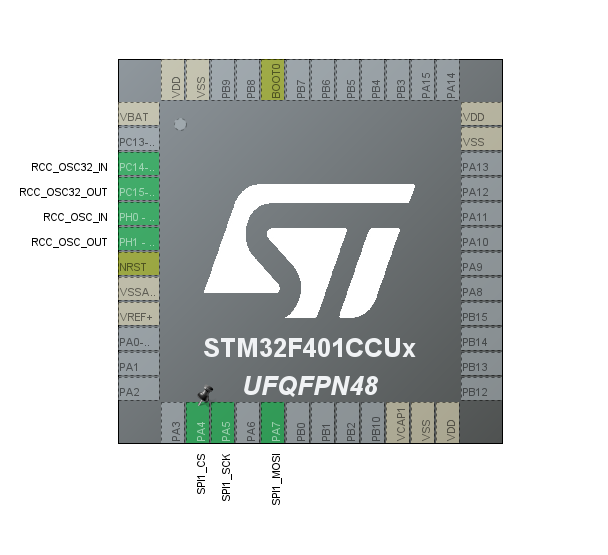 VDD
VSS
PB9
PB8
BOOT0
PB7
PB6
PB5
PB4
PB3
PA15
PA14
VBAT
PC13-..
RCC_OSC32_IN
PC14-..
RCC_OSC32_OUT
PC15-..
RCC_OSC_IN
PH0 - ..
RCC_OSC_OUT
PH1 - ..
NRST
VSSA..
VREF+
PA0-..
PA1
PA2
VDD
VSS
PA13
PA12
PA11
PA10
PA9
PA8
PB15
PB14
PB13
PB12
ST
STM32F401CCUx
UFQFPN48
PA3
PA4
PA5
PA6
PA7
PB0
PB1
PB2
PB10
VCAP1
VSS
VDD
SPI1_CS
SPI1_SCK
SPI1_MOSI